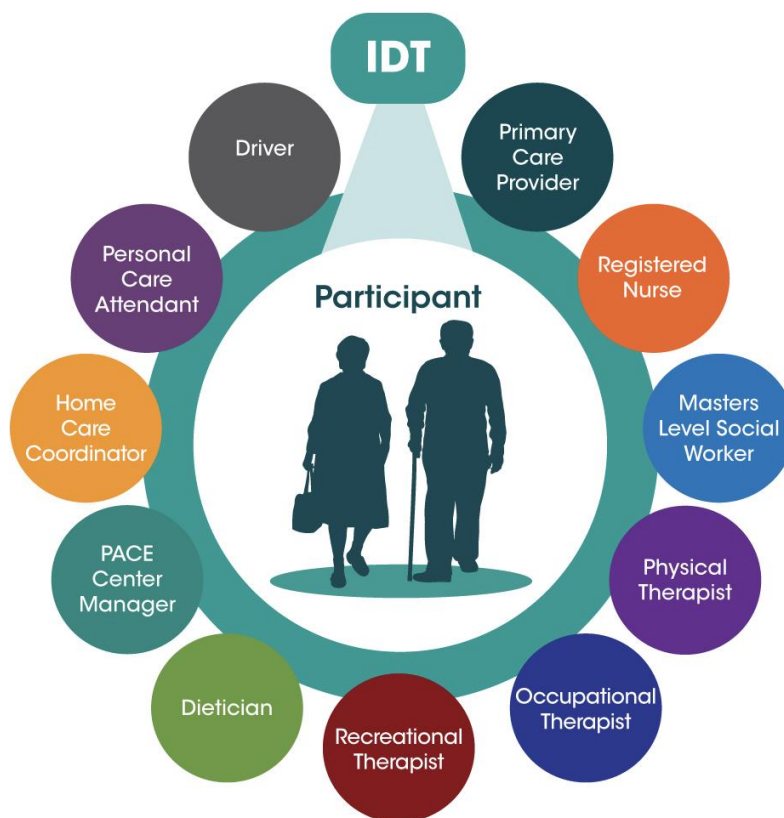 IDT
Primary
Care
Provider
Registered
Nurse
Masters
Level Social
Worker
Physical
Therapist
Occupational
Therapist
Recreational
Therapist
Dietician
PACE
Center
Manager
Home
Care
Coordinator
Personal
Care
Attendant
Driver
Participant